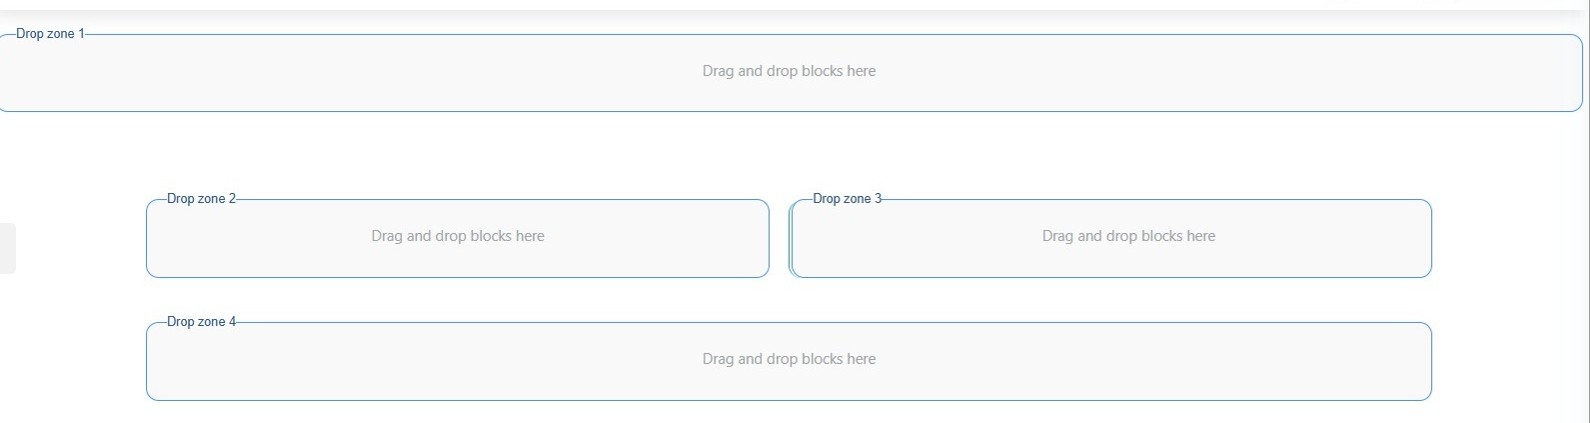 Drop zone 1
Drag and drop blocks here
Drop zone 2
Drag and drop blocks here
Drop zone 3
Drag and drop blocks here
Drop zone 4
Drag and drop blocks here